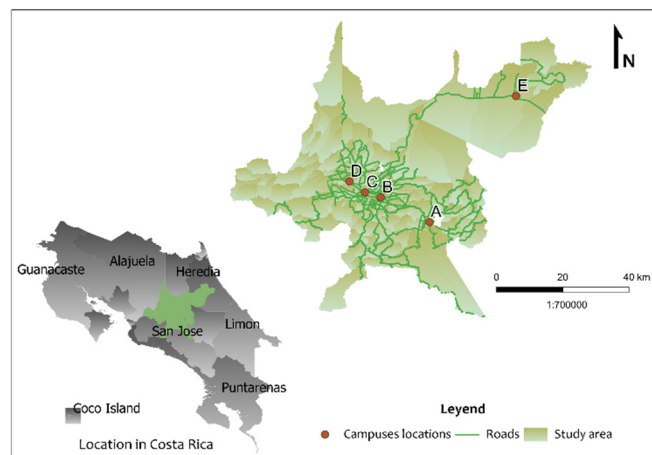 N
E
D
C
B
A
0 20 40 km
1:700000
Guanacaste
Alajuela
Heredia
Limon
San Jose
Puntarenas
Coco Island
Location in Costa Rica
Leyend
Campuses locations Roads Study area